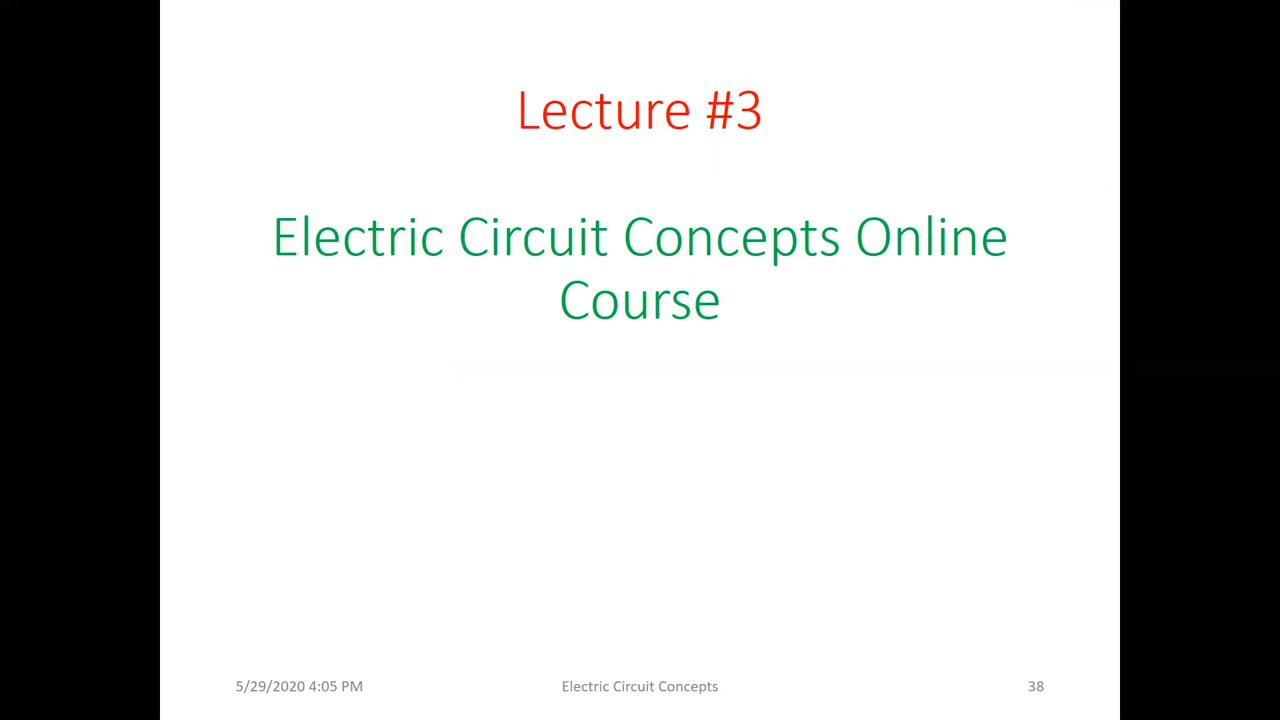 Lecture #3
Electric Circuit Concepts Online
Course
5/29/2020 4:05 PM
Electric Circuit Concepts
38